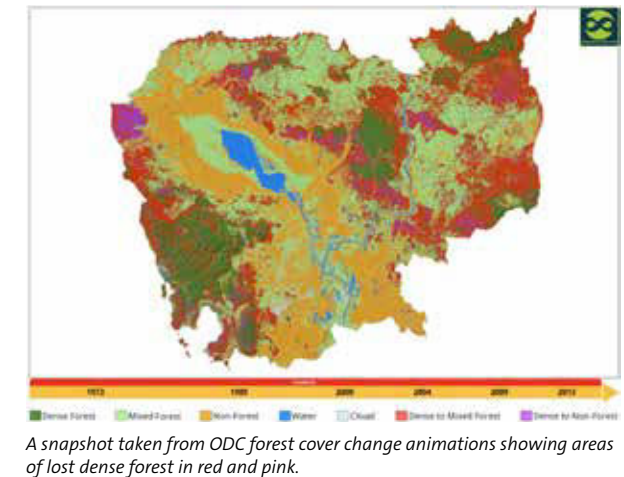 1973 1989 2000 2004 2009 2013
Dense Forest Mixed Forest Non-Forest Water Cloud Dense to Mixed Forest Dense to Non-Forest
A snapshot taken from ODC forest cover change animations showing areas
of lost dense forest in red and pink.